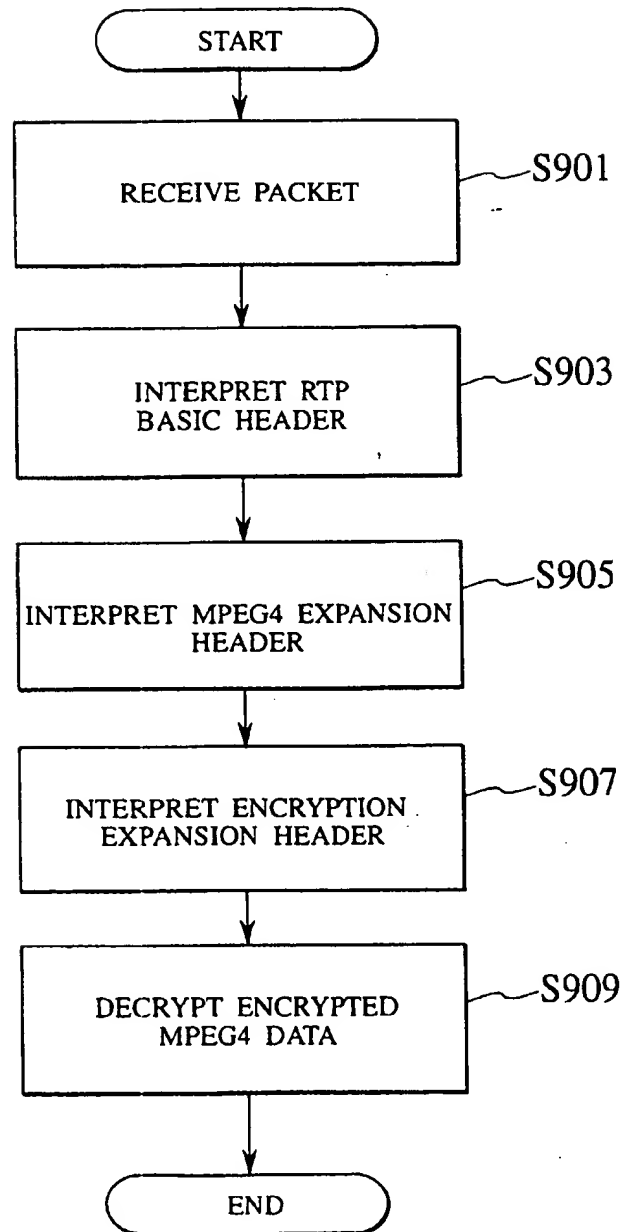 START
RECEIVE PACKET
S901
INTERPRET RTP
BASIC HEADER
S903
INTERPRET MPEG4 EXPANSION
HEADER
S905
INTERPRET ENCRYPTION
EXPANSION HEADER
S907
DECRYPT ENCRYPTED
MPEG4 DATA
S909
END